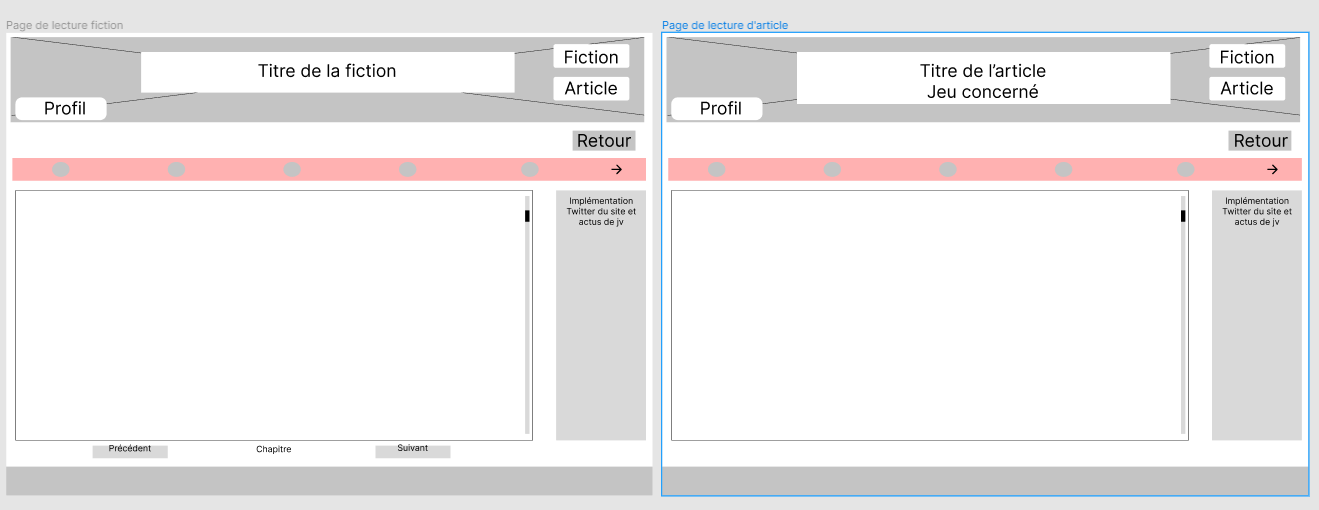 Page de lecture fiction
Titre de la fiction
Fiction
Article
Profil
Retour
→
Implémentation
Twitter du site et
actus de jv
Précédent
Chapitre
Suivant
Page de lecture d'article
Titre de l'article
Jeu concerné
Fiction
Article
Profil
Retour
→
Implémentation
Twitter du site et
actus de jv